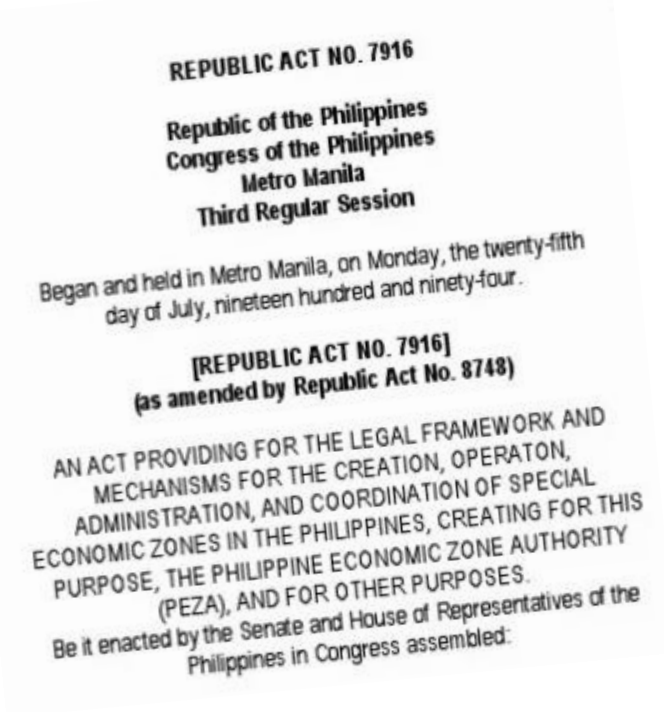 REPUBLIC ACT NO. 7916
Republic of the Philippines
Congress of the Philippines
Metro Manila
Third Regular Session
Began and held in Metro Manila, on Monday, the twenty-fifth
day of July, nineteen hundred and ninety-four.
[REPUBLIC ACT NO. 7916]
(as amended by Republic Act No. 8748)
AN ACT PROVIDING FOR THE LEGAL FRAMEWORK AND
MECHANISMS FOR THE CREATION, OPERATON,
ADMINISTRATION, AND COORDINATION OF SPECIAL
ECONOMIC ZONES IN THE PHILIPPINES, CREATING FOR THIS
PURPOSE, THE PHILIPPINE ECONOMIC ZONE AUTHORITY
(PEZA), AND FOR OTHER PURPOSES.
Be it enacted by the Senate and House of Representatives of the
Philippines in Congress assembled: